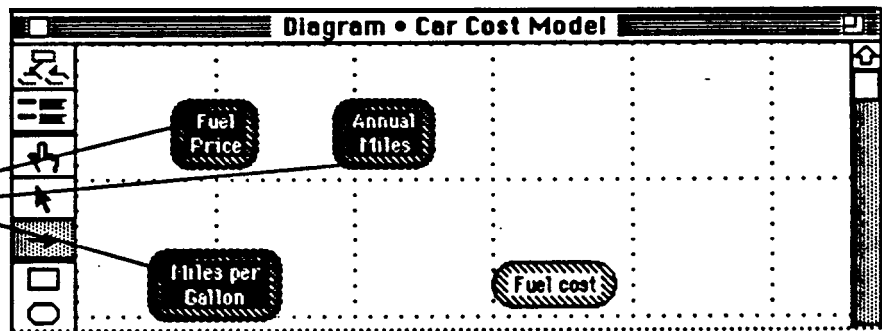 Diagram • Car Cost Model
Fuel
Price
Annual
Miles
Miles per
Gallon
Fuel cost